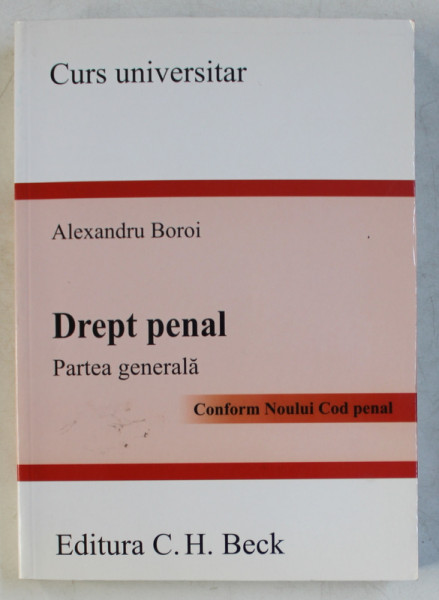 Curs universitar
Alexandru Boroi
Drept penal
Partea generală
Conform Noului Cod penal
Editura C. H. Beck